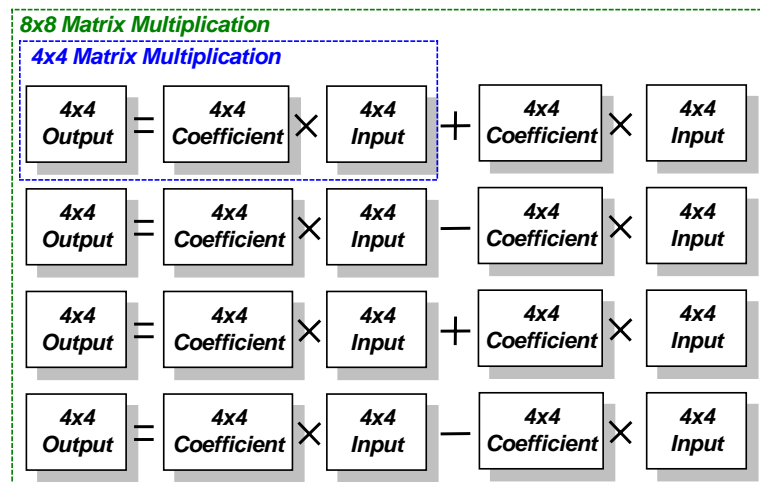 8x8 Matrix Multiplication
4x4 Matrix Multiplication
4x4 Output = 4x4 Coefficient × 4x4 Input + 4x4 Coefficient × 4x4 Input
4x4 Output = 4x4 Coefficient × 4x4 Input − 4x4 Coefficient × 4x4 Input
4x4 Output = 4x4 Coefficient × 4x4 Input + 4x4 Coefficient × 4x4 Input
4x4 Output = 4x4 Coefficient × 4x4 Input − 4x4 Coefficient × 4x4 Input